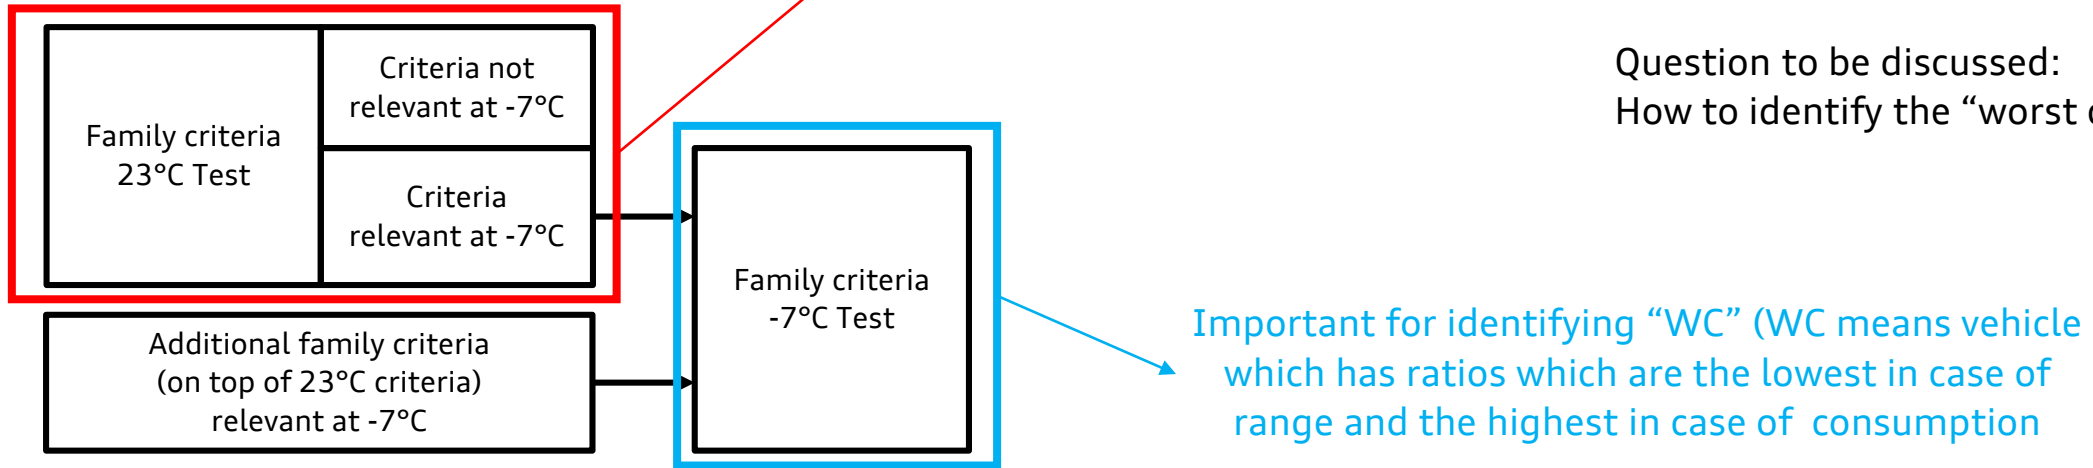 Family criteria
23°C Test
Criteria not
relevant at -7°C
Criteria
relevant at -7°C
Additional family criteria
(on top of 23°C criteria)
relevant at -7°C
Family criteria
-7°C Test
Question to be discussed:
How to identify the “worst
Important for identifying “WC” (WC means vehicle
which has ratios which are the lowest in case of
range and the highest in case of consumption